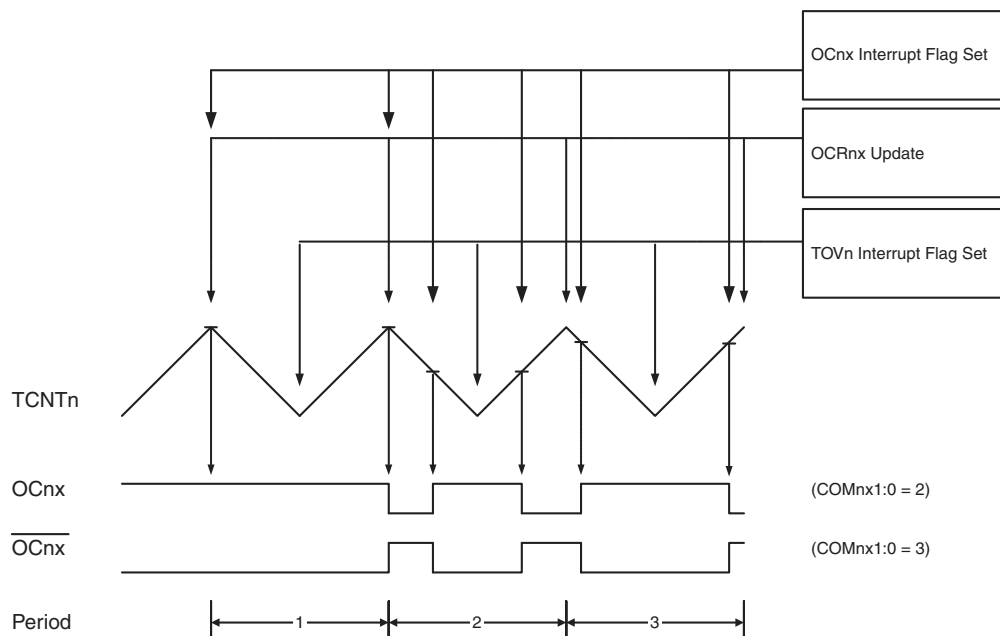 OCnx Interrupt Flag Set
OCRnx Update
TOVn Interrupt Flag Set
TCNTn
OCnx
(COMnx1:0 = 2)
OCnx
(COMnx1:0 = 3)
Period
1
2
3